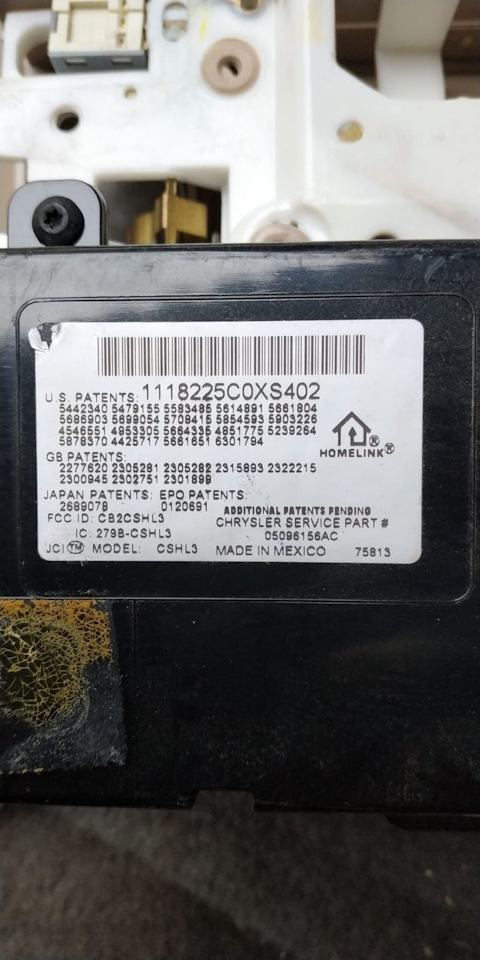 1118225C0XS402
U.S. PATENTS:
5442340 5479155 5583485 5614891 5661804
5686903 5699054 5708415 5854593 5903226
4546551 4953305 5664335 4851775 5239264
5878370 4425717 5661651 6301794
HOMELINK®
GB PATENTS:
2277620 2305281 2305282 2315893 2322215
2300945 2302751 2301899
JAPAN PATENTS: EPO PATENTS:
2689078 0120691
ADDITIONAL PATENTS PENDING
FCC ID: CB2CSHL3 CHRYSLER SERVICE PART #
IC: 279B-CSHL3 05096156AC
JCI TM MODEL: CSHL3 MADE IN MEXICO 75813